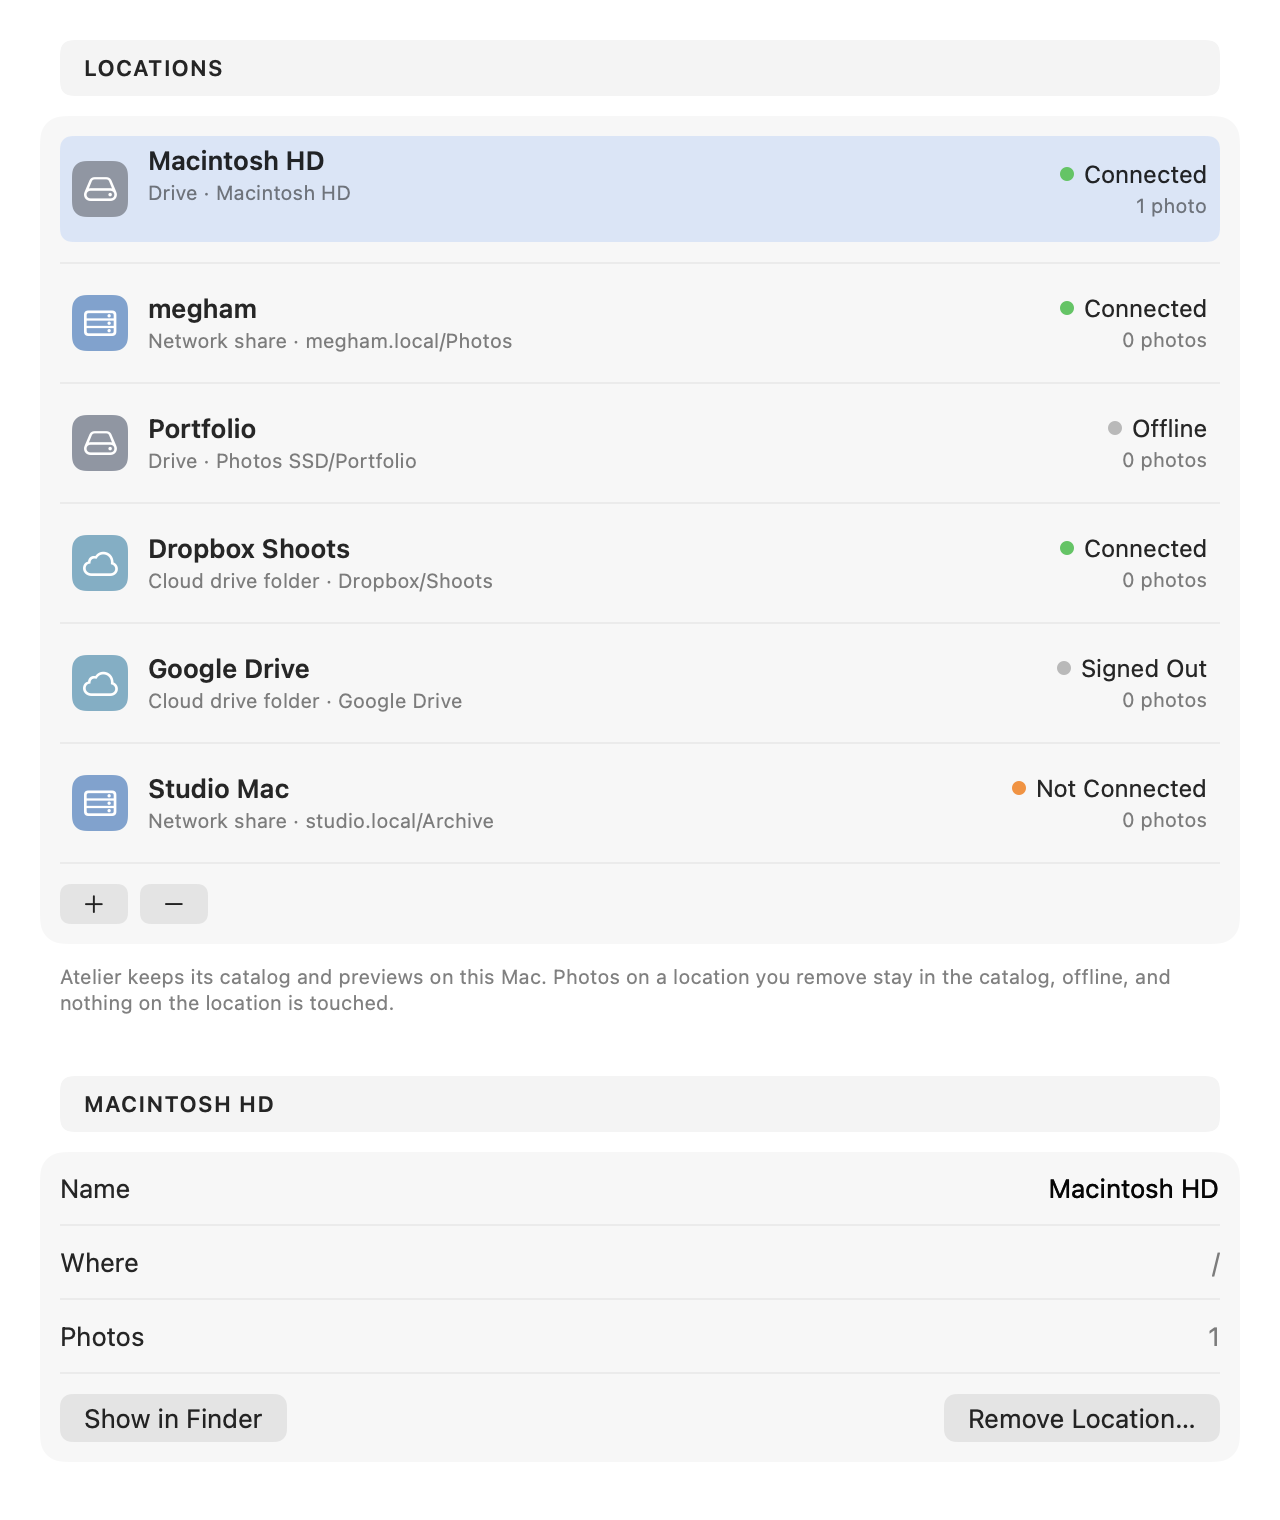 LOCATIONS
Macintosh HD
Drive · Macintosh HD
Connected
1 photo
megham
Network share · megham.local/Photos
Connected
0 photos
Portfolio
Drive · Photos SSD/Portfolio
Offline
0 photos
Dropbox Shoots
Cloud drive folder · Dropbox/Shoots
Connected
0 photos
Google Drive
Cloud drive folder · Google Drive
Signed Out
0 photos
Studio Mac
Network share · studio.local/Archive
Not Connected
0 photos
+ −
Atelier keeps its catalog and previews on this Mac. Photos on a location you remove stay in the catalog, offline, and
nothing on the location is touched.
MACINTOSH HD
Name Macintosh HD
Where /
Photos 1
Show in Finder Remove Location...